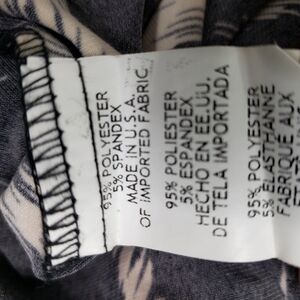 95% POLYESTER
5% SPANDEX
MADE IN U.S.A.
OF IMPORTED FABRIC
95% POLIESTER
5% ESPANDEX
HECHO EN EE.UU.
DE TELA IMPORTADA
95% POLYESTER
5% ELASTHANNE
FABRIQUE AUX